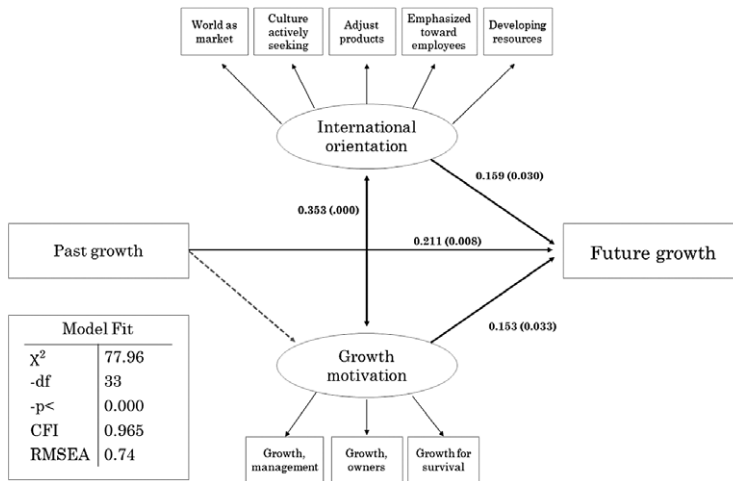 World as
market
Culture
actively
seeking
Adjust
products
Emphasized
toward
employees
Developing
resources
International
orientation
0.159 (0.030)
0.353 (.000)
Past growth
0.211 (0.008)
Future growth
0.153 (0.033)
Model Fit
X²	77.96
-df	33
-p<	0.000
CFI	0.965
RMSEA	0.74
Growth
motivation
Growth,
management
Growth,
owners
Growth for
survival